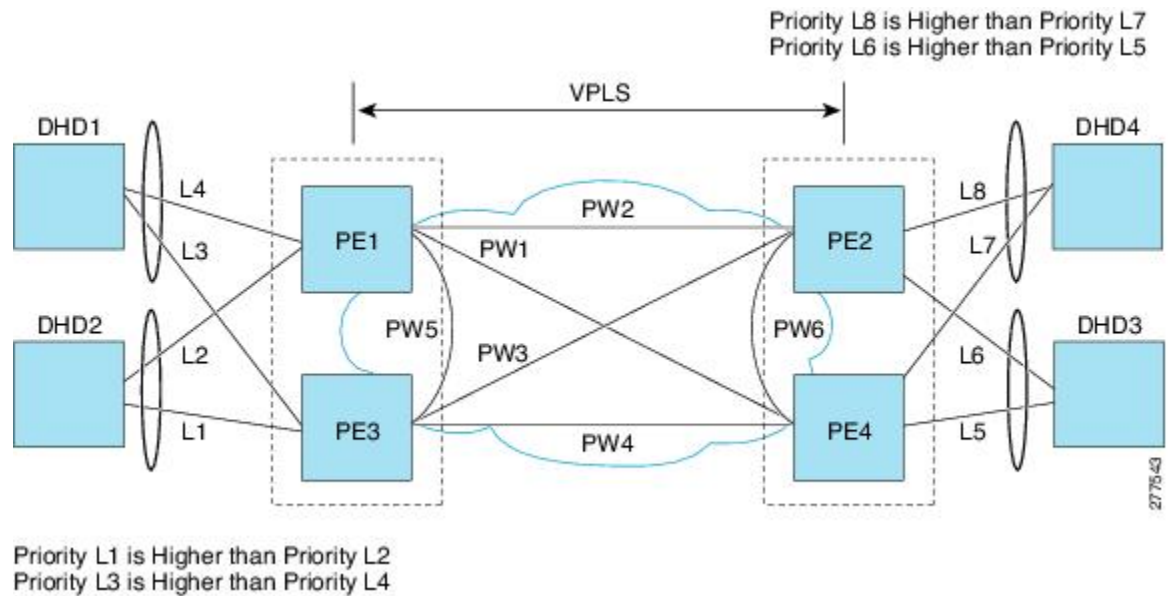 Priority L8 is Higher than Priority L7
Priority L6 is Higher than Priority L5
VPLS
DHD1
DHD4
L4
L8
PW2
PE1
PE2
L3
PW1
L7
DHD2
DHD3
PW5
PW6
L2
PW3
L6
L1
PE3
PW4
PE4
L5
277543
Priority L1 is Higher than Priority L2
Priority L3 is Higher than Priority L4